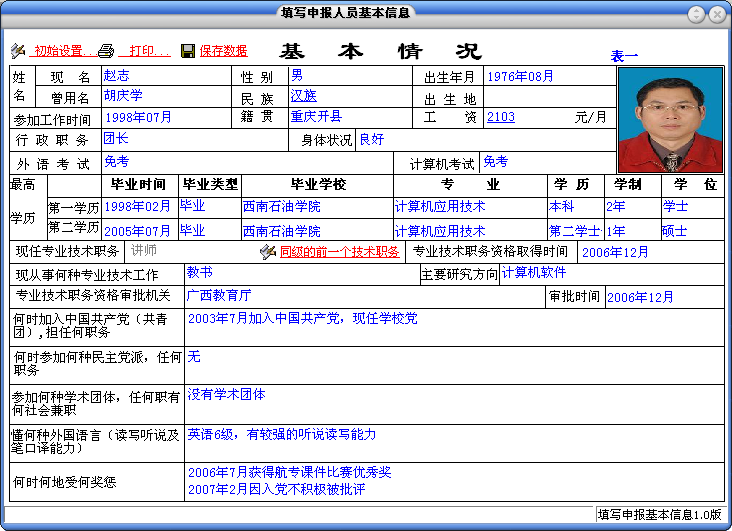 填写申报人员基本信息
初始设置... 打印... 保存数据 基 本 情 况 表一
姓名 现 名 赵志 性 别 男 出生年月 1976年08月
曾用名 胡庆学 民 族 汉族 出 生 地
参加工作时间 1998年07月 籍 贯 重庆开县 工 资 2103 元/月
行 政 职 务 团长 身体状况 良好
外 语 考 试 免考 计算机考试 免考
最高学历 毕业时间 毕业类型 毕业学校 专 业 学 历 学制 学 位
第一学历 1998年02月 毕业 西南石油学院 计算机应用技术 本科 2年 学士
第二学历 2005年07月 毕业 西南石油学院 计算机应用技术 第二学士 1年 硕士
现任专业技术职务 讲师 同级的前一个技术职务 专业技术职务资格取得时间 2006年12月
现从事何种专业技术工作 教书 主要研究方向 计算机软件
专业技术职务资格审批机关 广西教育厅 审批时间 2006年12月
何时加入中国共产党（共青
团）,担任何职务
2003年7月加入中国共产党，现任学校党
何时参加何种民主党派，任何
职务
无
参加何种学术团体，任何职有
何社会兼职
没有学术团体
懂何种外国语言（读写听说及
笔口译能力）
英语6级，有较强的听说读写能力
何时何地受何奖惩
2006年7月获得航专课件比赛优秀奖
2007年2月因入党不积极被批评
填写申报基本信息1.0版